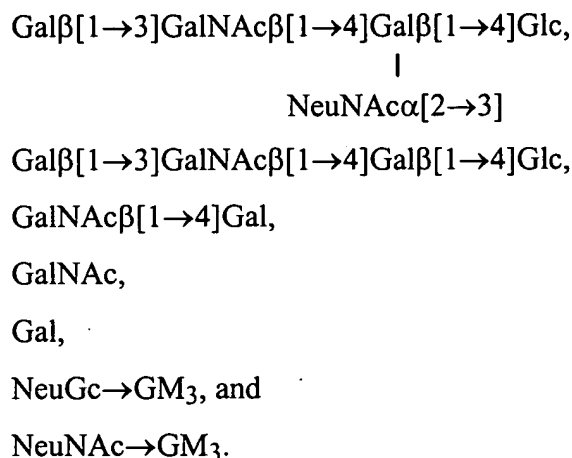 Galβ[1→3]GalNAcβ[1→4]Galβ[1→4]Glc,
|
NeuNAcα[2→3]
Galβ[1→3]GalNAcβ[1→4]Galβ[1→4]Glc,
GalNAcβ[1→4]Gal,
GalNAc,
Gal,
NeuGc→GM₃, and
NeuNAc→GM₃.